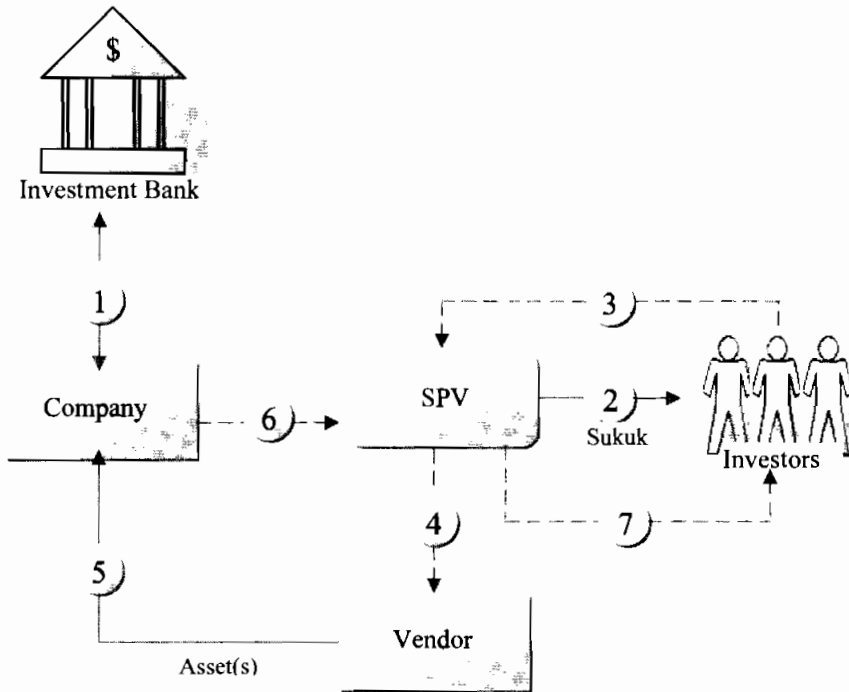 $
Investment Bank
1
3
Company
6
SPV
2
Sukuk
Investors
4
7
5
Vendor
Asset(s)